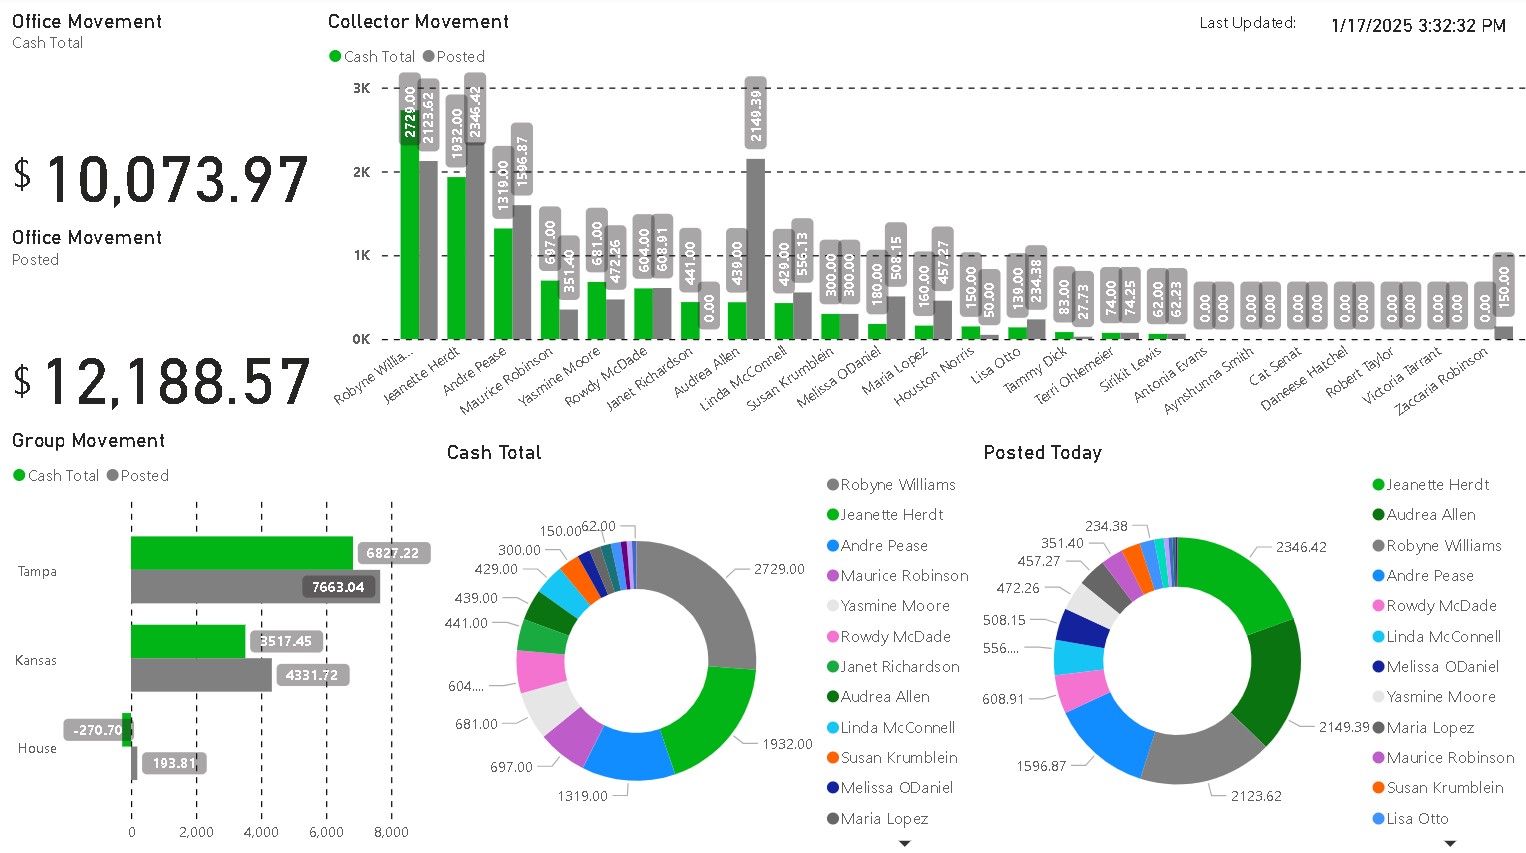 Office Movement
Cash Total
$ 10,073.97
Office Movement
Posted
$ 12,188.57
Collector Movement
Cash Total Posted
Last Updated: 1/17/2025 3:32:32 PM
3K
2K
1K
0K
2729.00 2123.62
1932.00 2346.42
1319.00 1596.87
697.00 351.40
681.00 472.26
604.00 608.91
441.00 0.00
439.00 2149.39
429.00 556.13
300.00 300.00
180.00 508.15
160.00 457.27
150.00 50.00
139.00 234.38
83.00 27.73
74.00 74.25
62.00 62.23
0.00 0.00
0.00 0.00
0.00 0.00
0.00 0.00
0.00 0.00
0.00 0.00
0.00 150.00
Robyne Willia...
Jeanette Herdt
Andre Pease
Maurice Robinson
Yasmine Moore
Rowdy McDade
Janet Richardson
Audrea Allen
Linda McConnell
Susan Krumblein
Melissa ODaniel
Maria Lopez
Houston Norris
Lisa Otto
Tammy Dick
Terri Ohlemeier
Sirikit Lewis
Antonia Evans
Aynshunna Smith
Cat Senat
Daneese Hatchel
Robert Taylor
Victoria Tarrant
Zaccaria Robinson
Group Movement
Cash Total Posted
Tampa
6827.22
7663.04
Kansas
3517.45
4331.72
House
-270.70
193.81
0 2,000 4,000 6,000 8,000
Cash Total
2729.00
1932.00
1319.00
697.00
681.00
604....
441.00
439.00
429.00
300.00
150.00
62.00
Robyne Williams
Jeanette Herdt
Andre Pease
Maurice Robinson
Yasmine Moore
Rowdy McDade
Janet Richardson
Audrea Allen
Linda McConnell
Susan Krumblein
Melissa ODaniel
Maria Lopez
Posted Today
2346.42
2149.39
2123.62
1596.87
608.91
556....
508.15
472.26
457.27
351.40
234.38
Jeanette Herdt
Audrea Allen
Robyne Williams
Andre Pease
Rowdy McDade
Linda McConnell
Melissa ODaniel
Yasmine Moore
Maria Lopez
Maurice Robinson
Susan Krumblein
Lisa Otto